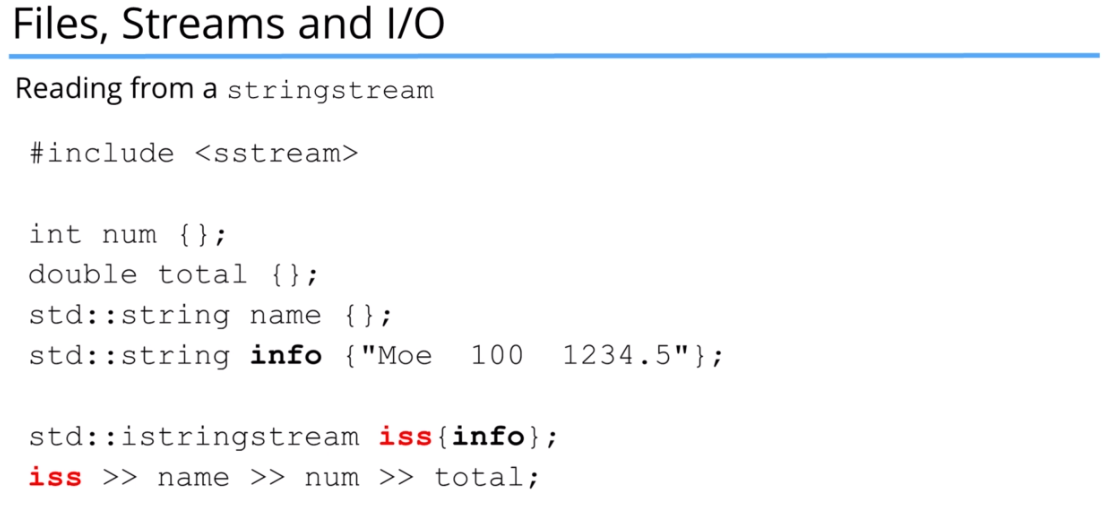 Files, Streams and I/O
Reading from a stringstream
#include <sstream>
int num {};
double total {};
std::string name {};
std::string info {"Moe  100  1234.5"};
std::istringstream iss{info};
iss >> name >> num >> total;